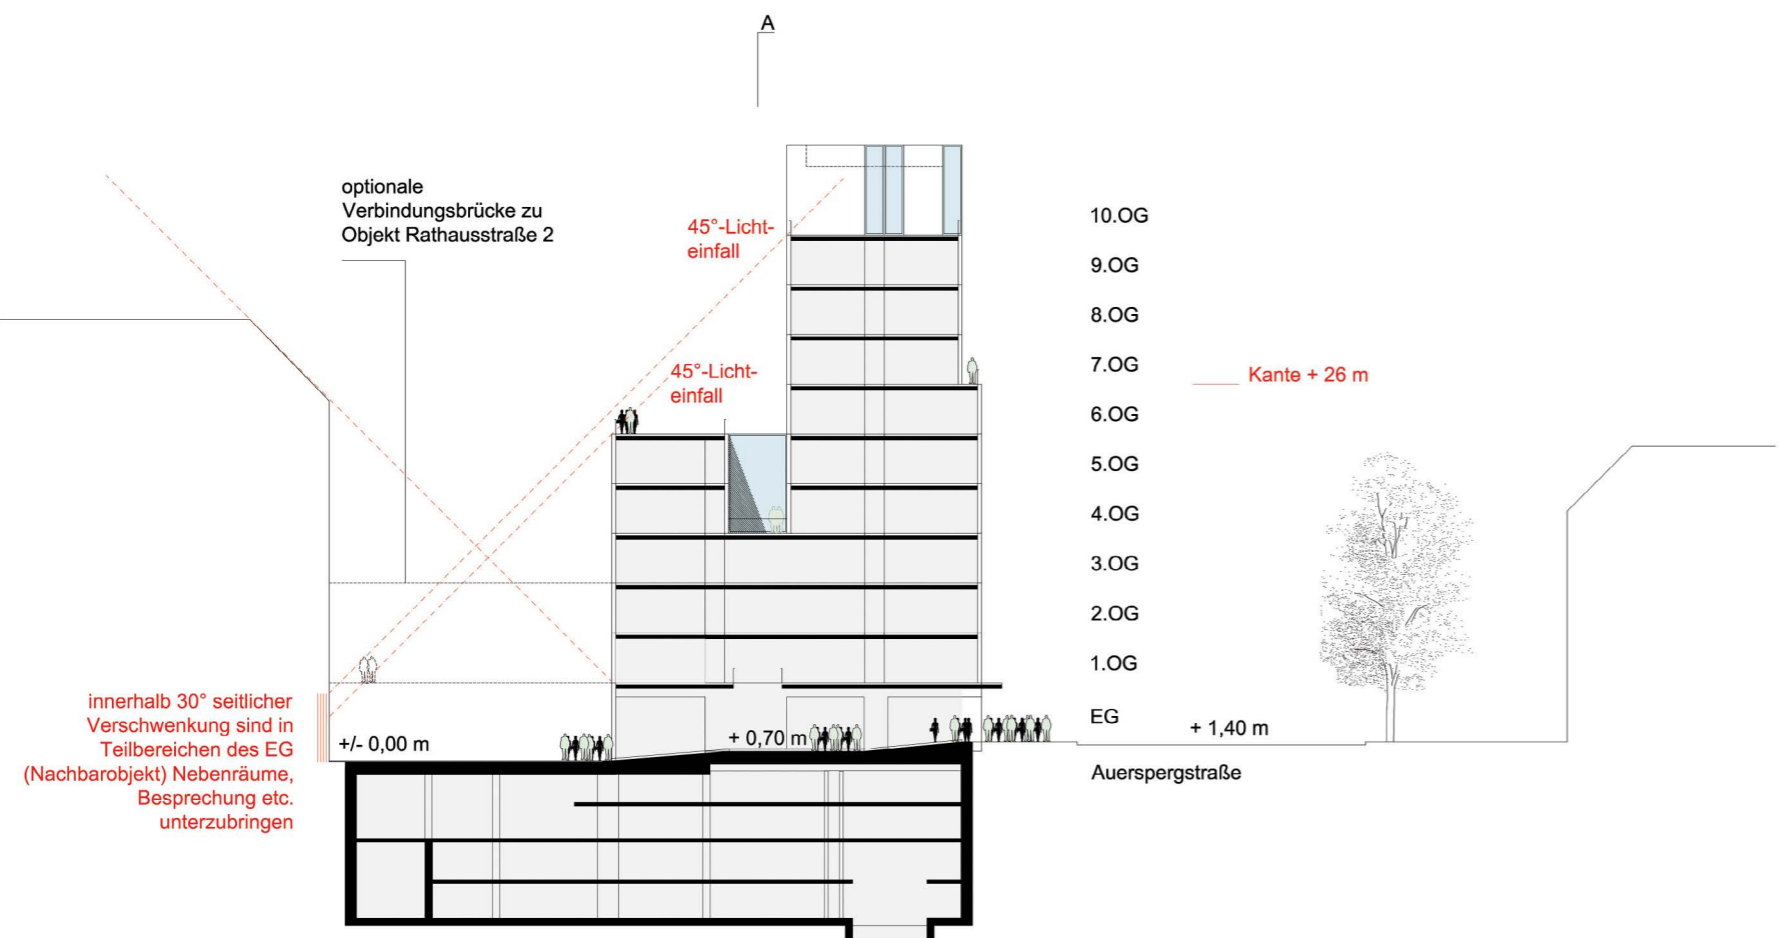 A
optionale
Verbindungsbrücke zu
Objekt Rathausstraße 2
45°-Licht-
einfall
45°-Licht-
einfall
10.OG
9.OG
8.OG
7.OG
6.OG
5.OG
4.OG
3.OG
2.OG
1.OG
EG
Kante + 26 m
innerhalb 30° seitlicher
Verschwenkung sind in
Teilbereichen des EG
(Nachbarobjekt) Nebenräume,
Besprechung etc.
unterzubringen
+/- 0,00 m
+ 0,70 m
+ 1,40 m
Auerspergstraße